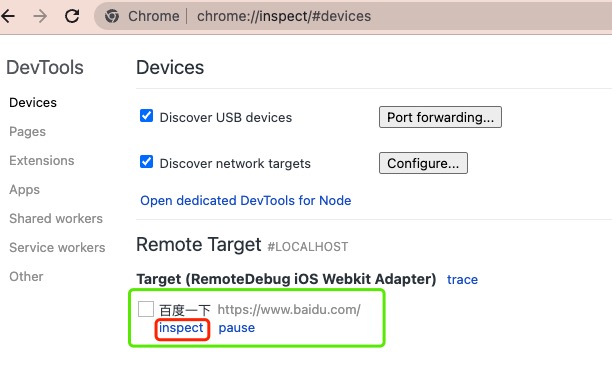 Chrome | chrome://inspect/#devices
DevTools
Devices
Pages
Extensions
Apps
Shared workers
Service workers
Other
Devices
Discover USB devices Port forwarding...
Discover network targets Configure...
Open dedicated DevTools for Node
Remote Target #LOCALHOST
Target (RemoteDebug iOS Webkit Adapter) trace
百度一下 https://www.baidu.com/
inspect pause